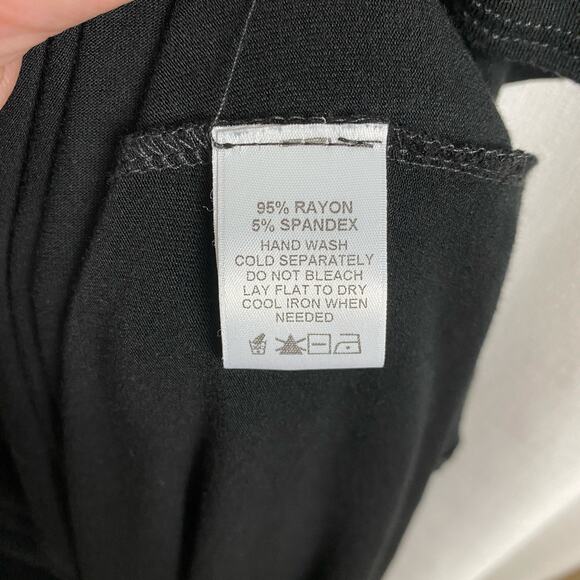 95% RAYON
5% SPANDEX
HAND WASH
COLD SEPARATELY
DO NOT BLEACH
LAY FLAT TO DRY
COOL IRON WHEN
NEEDED